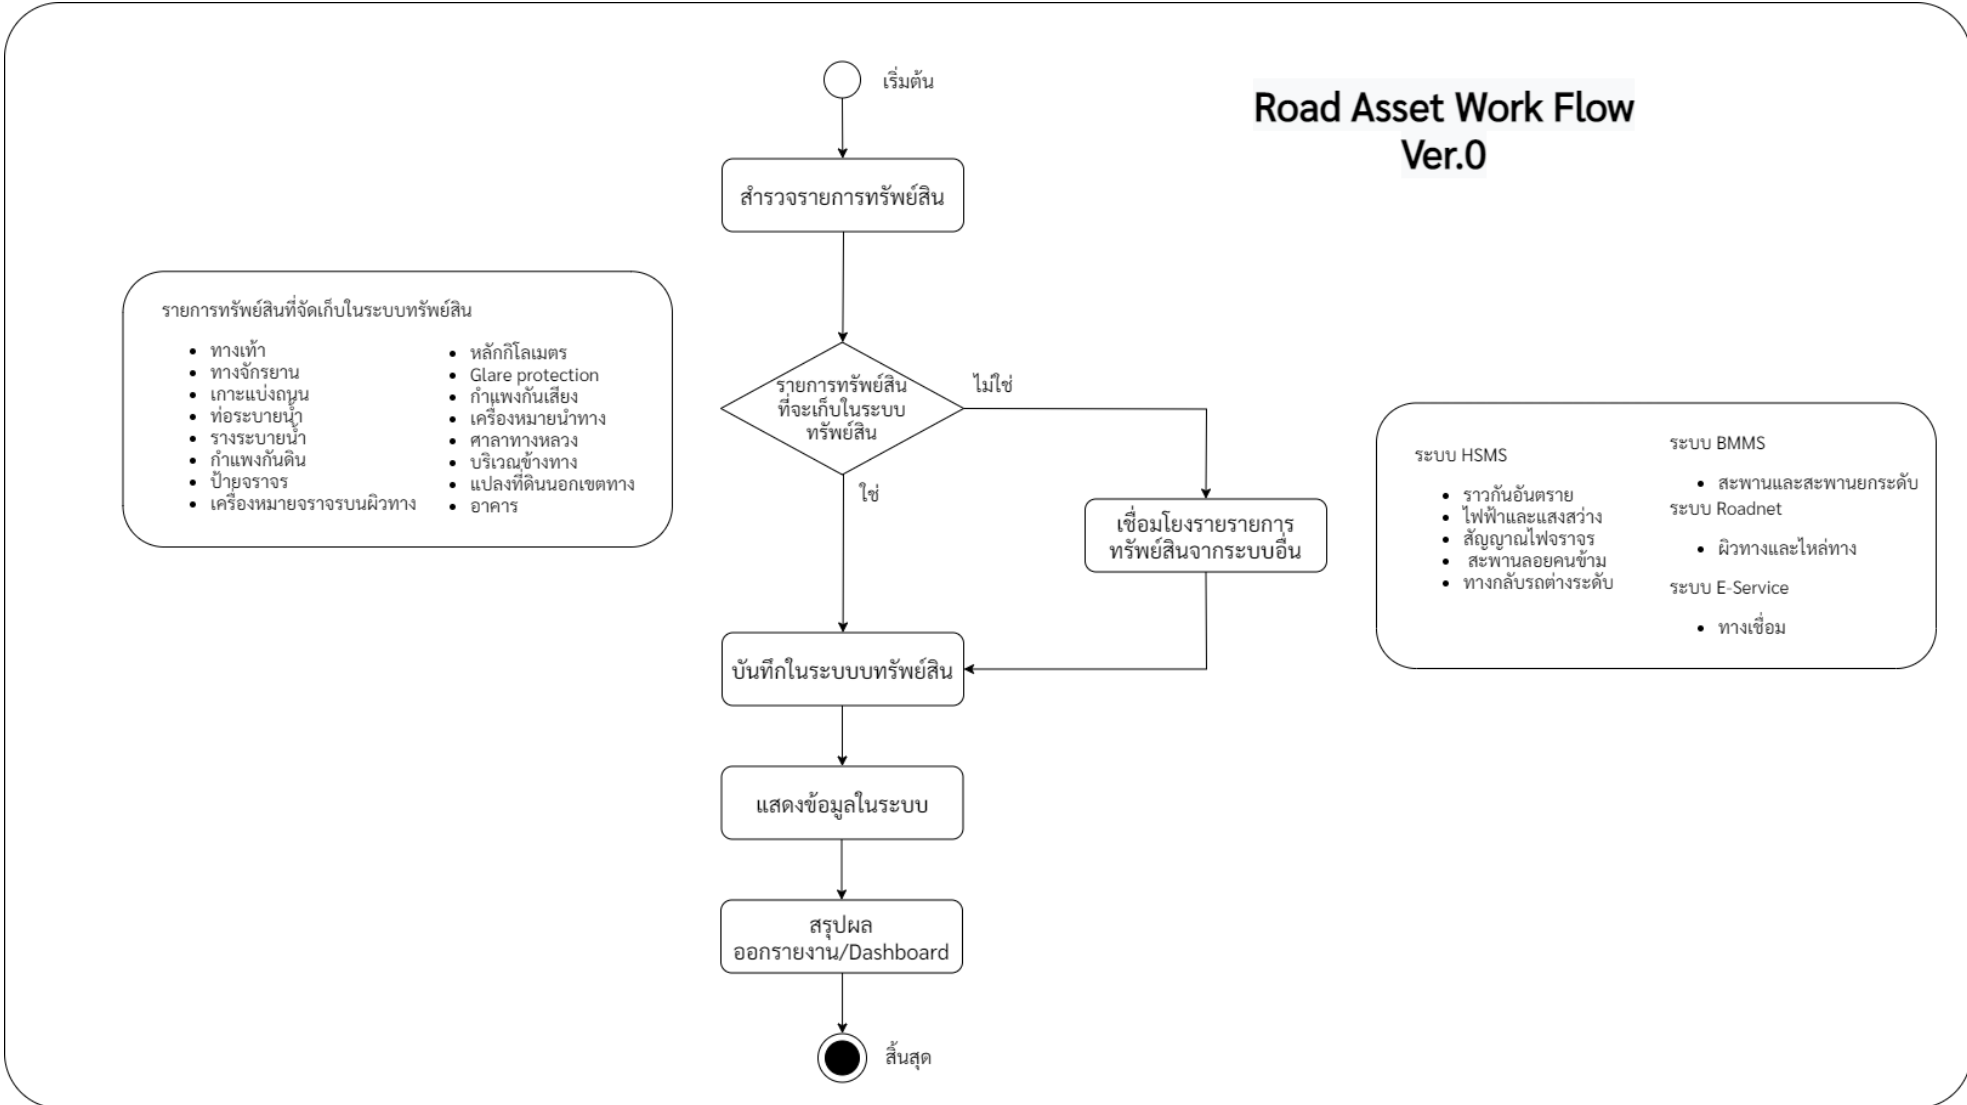 เริ่มต้น
Road Asset Work Flow
Ver.0
สำรวจรายการทรัพย์สิน
รายการทรัพย์สินที่จัดเก็บในระบบทรัพย์สิน
ทางเท้า
ทางจักรยาน
เกาะแบ่งถนน
ท่อระบายน้ำ
รางระบายน้ำ
กำแพงกันดิน
ป้ายจราจร
เครื่องหมายจราจรบนผิวทาง
หลักกิโลเมตร
Glare protection
กำแพงกันเสียง
เครื่องหมายนำทาง
ศาลาทางหลวง
บริเวณข้างทาง
แปลงที่ดินนอกเขตทาง
อาคาร
รายการทรัพย์สิน
ที่จะเก็บในระบบ
ทรัพย์สิน
ไม่ใช่
ใช่
เชื่อมโยงรายรายการ
ทรัพย์สินจากระบบอื่น
ระบบ HSMS
ราวกันอันตราย
ไฟฟ้าและแสงสว่าง
สัญญาณไฟจราจร
สะพานลอยคนข้าม
ทางกลับรถต่างระดับ
ระบบ BMMS
สะพานและสะพานยกระดับ
ระบบ Roadnet
ผิวทางและไหล่ทาง
ระบบ E-Service
ทางเชื่อม
บันทึกในระบบบทรัพย์สิน
แสดงข้อมูลในระบบ
สรุปผล
ออกรายงาน/Dashboard
สิ้นสุด